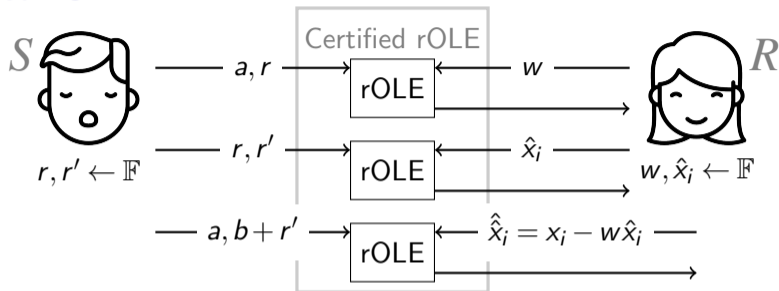 Certified rOLE
S a, r rOLE w R
r, r′ rOLE x̂ᵢ
r, r′ ← 𝔽 w, x̂ᵢ ← 𝔽
a, b + r′ rOLE x̂̂ᵢ = xᵢ − wx̂ᵢ